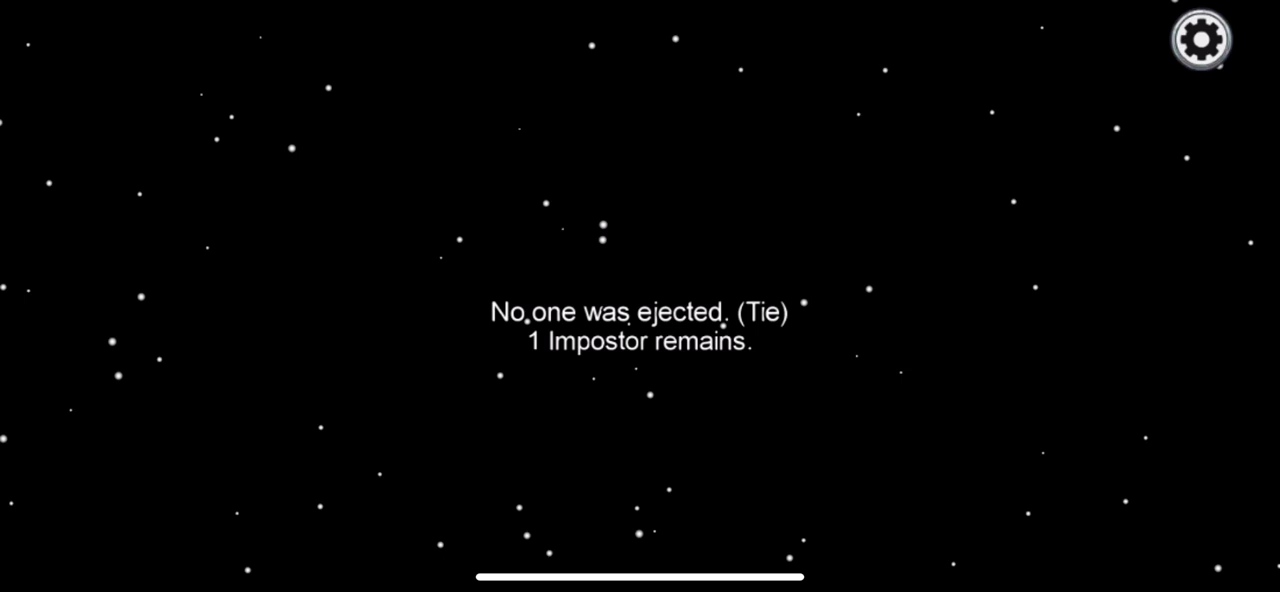 No one was ejected. (Tie)
1 Impostor remains.